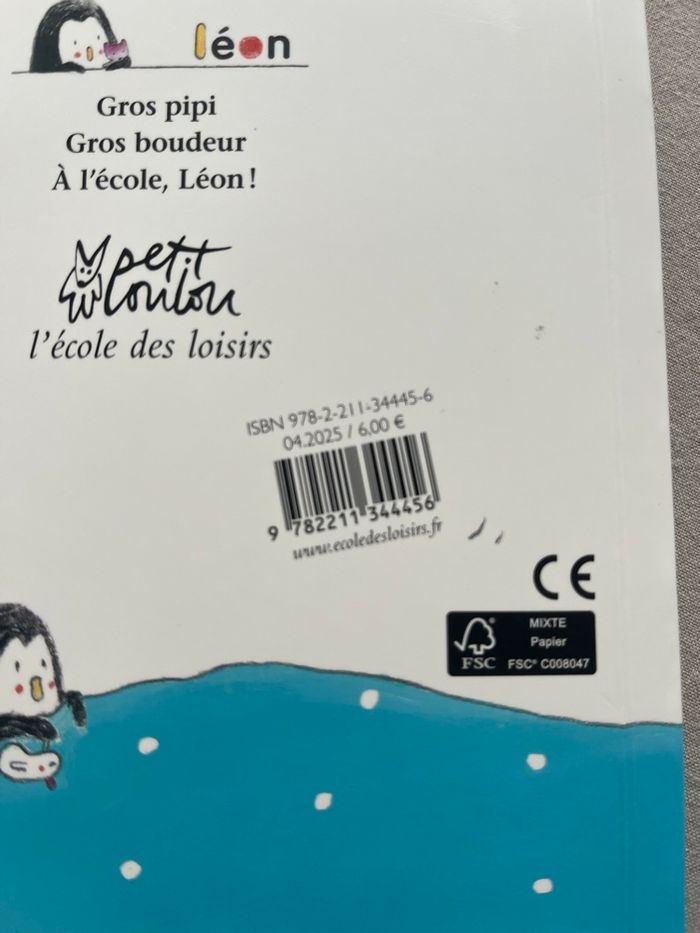 léon
Gros pipi
Gros boudeur
À l'école, Léon !
petit
loulou
l'école des loisirs
ISBN 978-2-211-34445-6
04.2025 / 6,00 €
9 782211 344456
www.ecoledesloisirs.fr
CE
MIXTE
Papier
FSC® C008047
FSC